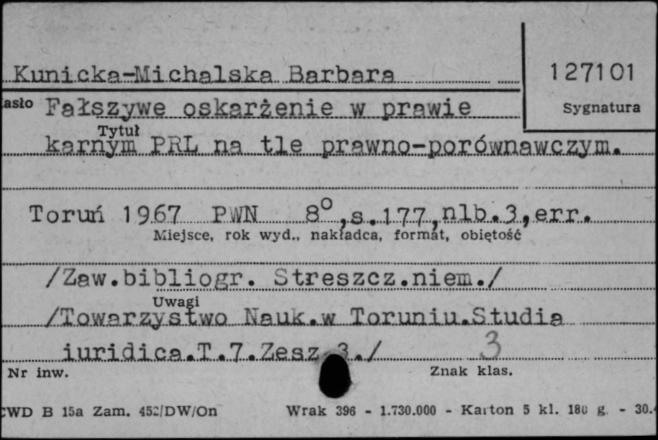 Kunicka-Michalska Barbara
127101
asło Fałszywe oskarżenie w prawie
Sygnatura
Tytuł
karnym PRL na tle prawno-porównawczym.
Toruń 1967 PWN 8⁰,s.177,nlb.3,err.
Miejsce, rok wyd., nakładca, format, objętość
/Zaw.bibliogr. Streszcz.niem./
Uwagi
/Towarzystwo Nauk.w Toruniu.Studia
iuridica.T.7.Zesz 3./ 3
Nr inw. Znak klas.
CWD B 15a Zam. 452/DW/On Wrak 396 - 1.730.000 - Karton 5 kl. 180 g. - 30.